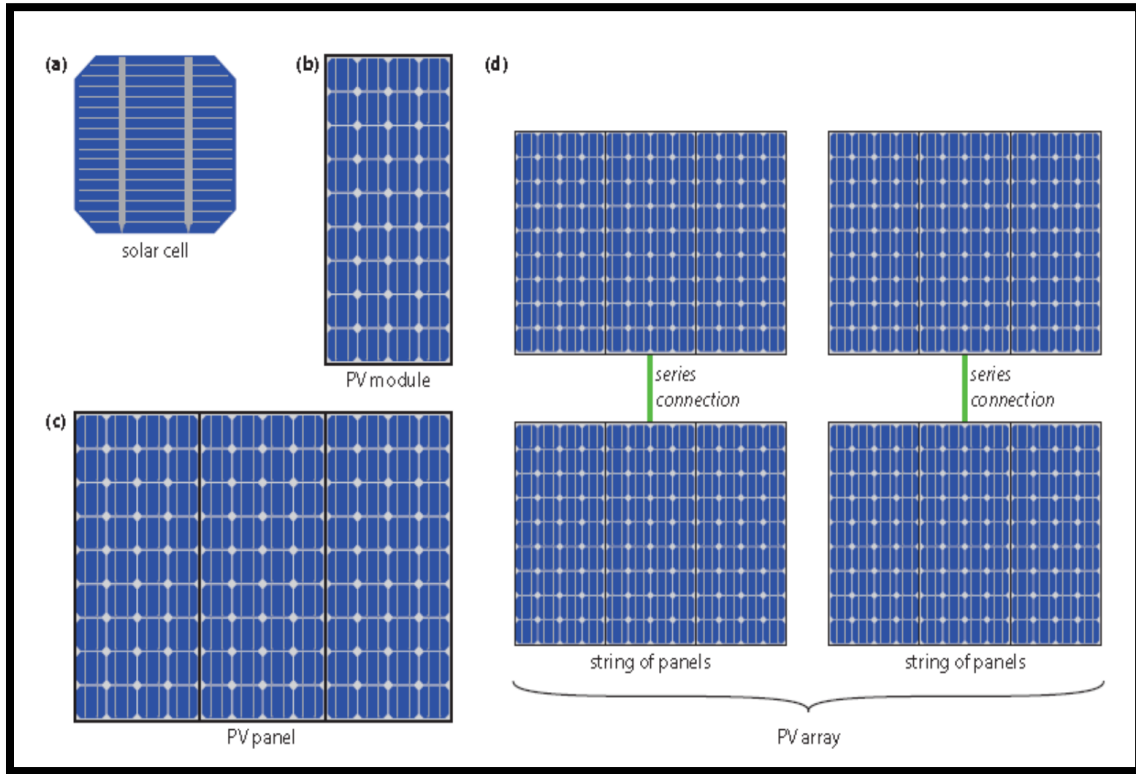 (a)
solar cell
(b)
PV module
(c)
PV panel
(d)
series
connection
series
connection
string of panels
string of panels
PV array